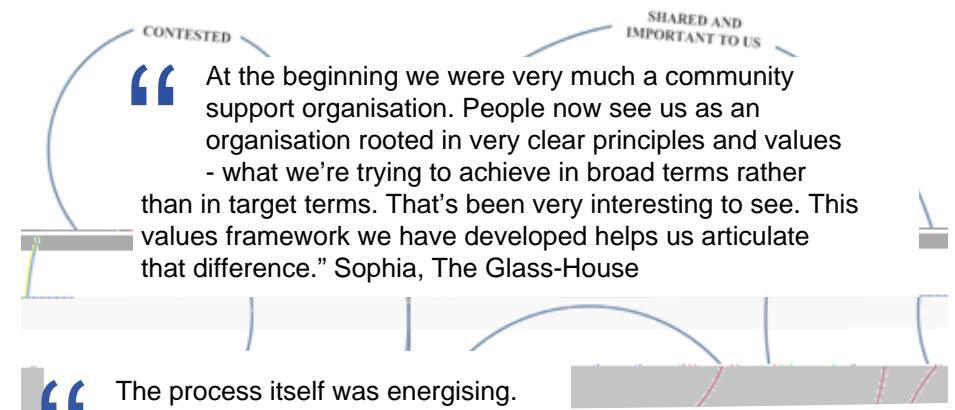 CONTESTED
SHARED AND
IMPORTANT TO US
“ At the beginning we were very much a community
support organisation. People now see us as an
organisation rooted in very clear principles and values
- what we're trying to achieve in broad terms rather
than in target terms. That's been very interesting to see. This
values framework we have developed helps us articulate
that difference.” Sophia, The Glass-House
“ The process itself was energising.